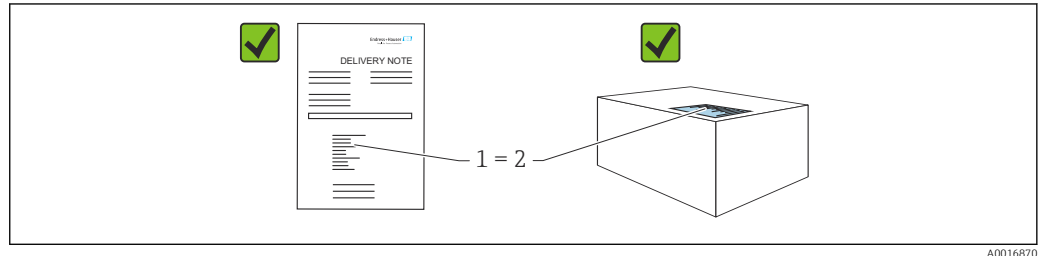 Endress+Hauser
DELIVERY NOTE
1 = 2
A0016870